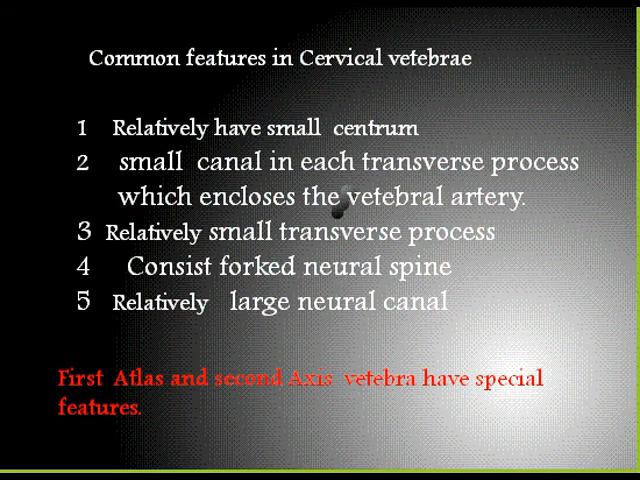 Common features in Cervical vetebrae
1 Relatively have small centrum
2 small canal in each transverse process
which encloses the vetebral artery.
3 Relatively small transverse process
4 Consist forked neural spine
5 Relatively large neural canal
First Atlas and second Axis vetebra have special
features.